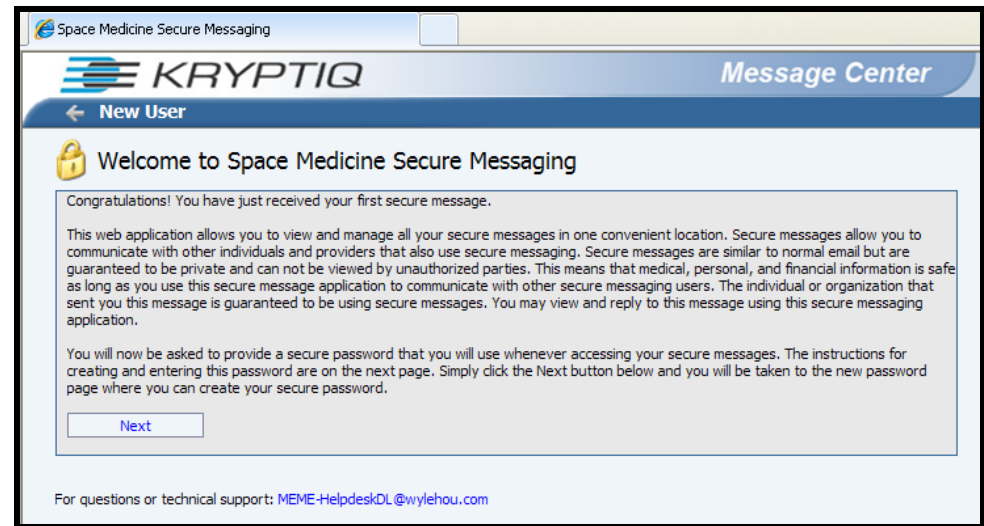 Space Medicine Secure Messaging
KRYPTIQ
Message Center
New User
Welcome to Space Medicine Secure Messaging
Congratulations! You have just received your first secure message.
This web application allows you to view and manage all your secure messages in one convenient location. Secure messages allow you to
communicate with other individuals and providers that also use secure messaging. Secure messages are similar to normal email but are
guaranteed to be private and can not be viewed by unauthorized parties. This means that medical, personal, and financial information is safe
as long as you use this secure message application to communicate with other secure messaging users. The individual or organization that
sent you this message is guaranteed to be using secure messages. You may view and reply to this message using this secure messaging
application.
You will now be asked to provide a secure password that you will use whenever accessing your secure messages. The instructions for
creating and entering this password are on the next page. Simply click the Next button below and you will be taken to the new password
page where you can create your secure password.
Next
For questions or technical support: MEME-HelpdeskDL@wylehou.com